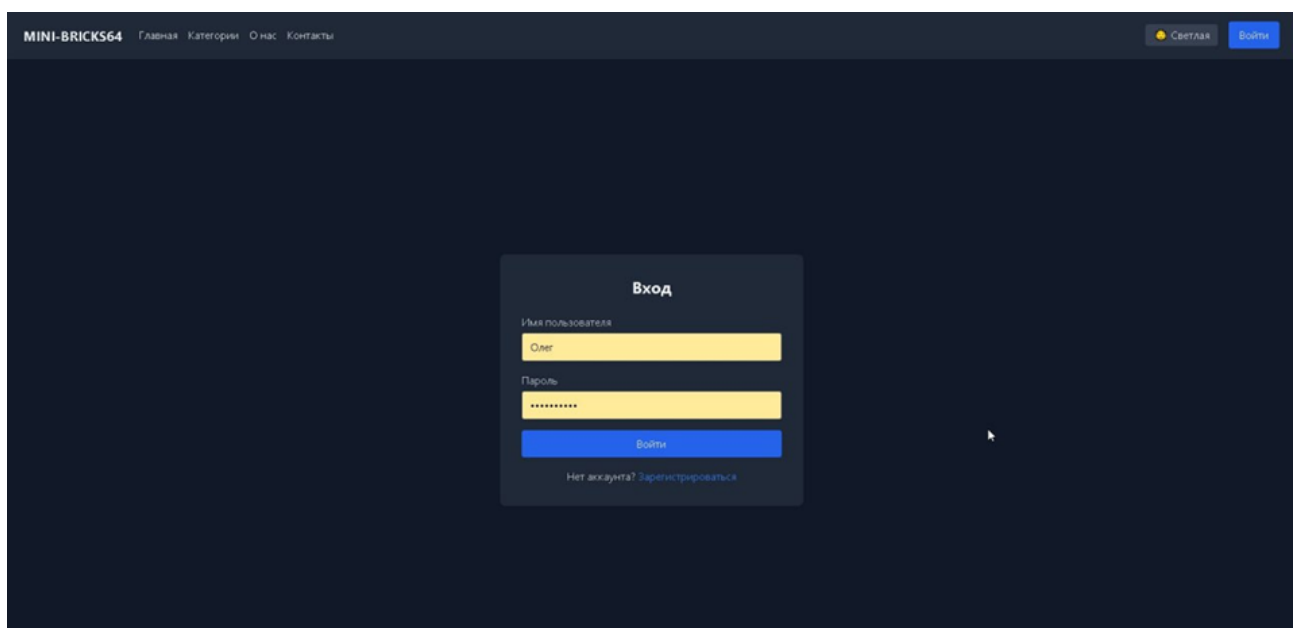 MINI-BRICKS64 Главная Категории О нас Контакты Светлая Войти
Вход
Имя пользователя
Олег
Пароль
••••••••••
Войти
Нет аккаунта? Зарегистрироваться